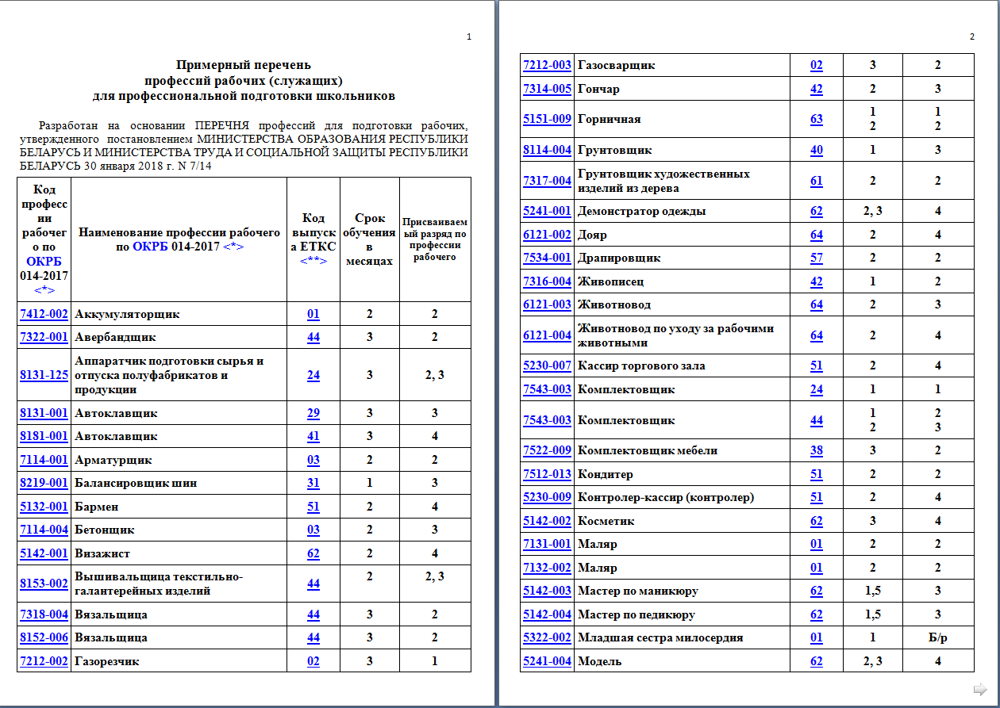 1
Примерный перечень
профессий рабочих (служащих)
для профессиональной подготовки школьников
Разработан на основании ПЕРЕЧНЯ профессий для подготовки рабочих,
утвержденного постановлением МИНИСТЕРСТВА ОБРАЗОВАНИЯ РЕСПУБЛИКИ
БЕЛАРУСЬ И МИНИСТЕРСТВА ТРУДА И СОЦИАЛЬНОЙ ЗАЩИТЫ РЕСПУБЛИКИ
БЕЛАРУСЬ 30 января 2018 г. N 7/14
Код
професс
ии
рабочег
о по
ОКРБ
014-2017
<*>
Наименование профессии рабочего
по ОКРБ 014-2017 <*>
Код
выпуск
а ЕТКС
<**>
Срок
обучения
в
месяцах
Присваиваем
ый разряд по
профессии
рабочего
7412-002 Аккумуляторщик 01 2 2
7322-001 Авербандщик 44 3 2
8131-125 Аппаратчик подготовки сырья и
отпуска полуфабрикатов и
продукции 24 3 2, 3
8131-001 Автоклавщик 29 3 3
8181-001 Автоклавщик 41 3 4
7114-001 Арматурщик 03 2 2
8219-001 Балансировщик шин 31 1 3
5132-001 Бармен 51 2 4
7114-004 Бетонщик 03 2 3
5142-001 Визажист 62 2 4
8153-002 Вышивальщица текстильно-
галантерейных изделий 44 2 2, 3
7318-004 Вязальщица 44 3 2
8152-006 Вязальщица 44 3 2
7212-002 Газорезчик 02 3 1
2
7212-003 Газосварщик 02 3 2
7314-005 Гончар 42 2 3
5151-009 Горничная 63 1 1
2 2
8114-004 Грунтовщик 40 1 3
7317-004 Грунтовщик художественных
изделий из дерева 61 2 2
5241-001 Демонстратор одежды 62 2, 3 4
6121-002 Дояр 64 2 4
7534-001 Драпировщик 57 2 2
7316-004 Живописец 42 1 2
6121-003 Животновод 64 2 3
6121-004 Животновод по уходу за рабочими
животными 64 2 4
5230-007 Кассир торгового зала 51 2 4
7543-003 Комплектовщик 24 1 1
7543-003 Комплектовщик 44 1 2
2 3
7522-009 Комплектовщик мебели 38 3 2
7512-013 Кондитер 51 2 2
5230-009 Контролер-кассир (контролер) 51 2 4
5142-002 Косметик 62 3 4
7131-001 Маляр 01 2 2
7132-002 Маляр 01 2 2
5142-003 Мастер по маникюру 62 1,5 3
5142-004 Мастер по педикюру 62 1,5 3
5322-002 Младшая сестра милосердия 01 1 Б/р
5241-004 Модель 62 2, 3 4